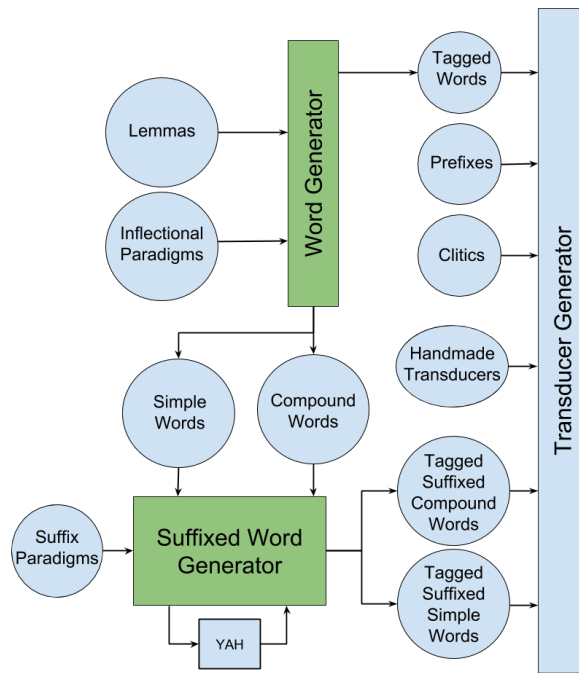 Tagged
Words
Lemmas
Word Generator
Prefixes
Inflectional
Paradigms
Clitics
Transducer Generator
Handmade
Transducers
Simple
Words
Compound
Words
Tagged
Suffixed
Compound
Words
Suffix
Paradigms
Suffixed Word
Generator
Tagged
Suffixed
Simple
Words
YAH